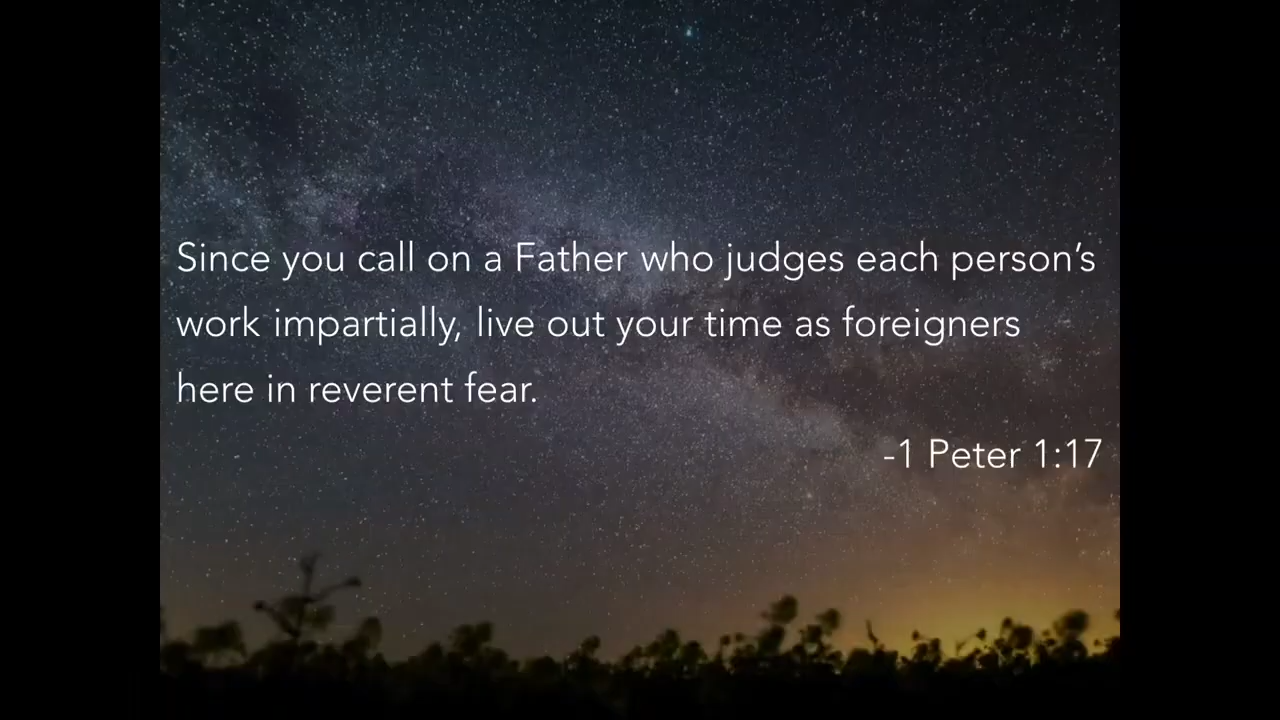 Since you call on a Father who judges each person’s
work impartially, live out your time as foreigners
here in reverent fear.
-1 Peter 1:17